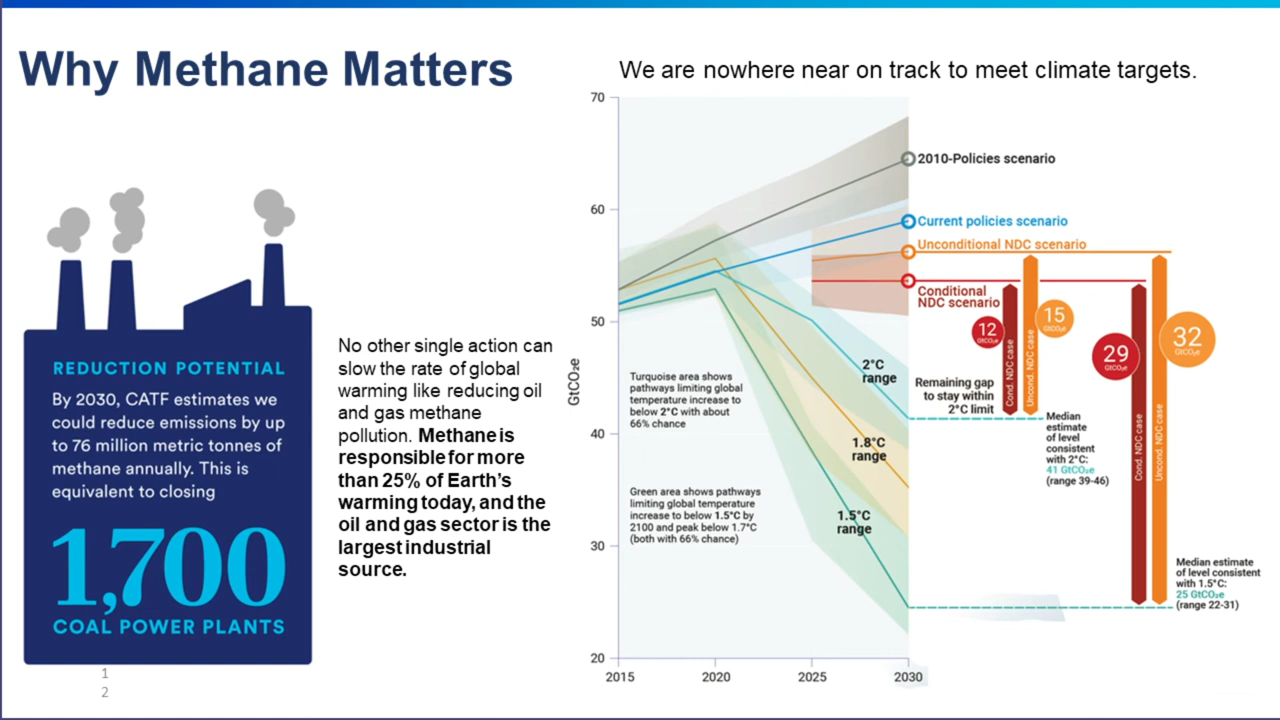 Why Methane Matters
We are nowhere near on track to meet climate targets.
REDUCTION POTENTIAL
By 2030, CATF estimates we
could reduce emissions by up
to 76 million metric tonnes of
methane annually. This is
equivalent to closing
1,700
COAL POWER PLANTS
1
2
No other single action can
slow the rate of global
warming like reducing oil
and gas methane
pollution. Methane is
responsible for more
than 25% of Earth's
warming today, and the
oil and gas sector is the
largest industrial
source.
GtCO₂e
70
60
50
40
30
20
2015
2020
2025
2030
Turquoise area shows
pathways limiting global
temperature increase to
below 2°C with about
66% chance
Green area shows pathways
limiting global temperature
increase to below 1.5°C by
2100 and peak below 1.7°C
(both with 66% chance)
2°C
range
1.8°C
range
1.5°C
range
2010-Policies scenario
Current policies scenario
Unconditional NDC scenario
Conditional
NDC scenario
12
GtCO₂e
15
GtCO₂e
Cond. NDC case
Uncond. NDC case
Remaining gap
to stay within
2°C limit
Median
estimate
of level
consistent
with 2°C:
41 GtCO₂e
(range 39-46)
29
GtCO₂e
32
GtCO₂e
Cond. NDC case
Uncond. NDC case
Median estimate
of level consistent
with 1.5°C:
25 GtCO₂e
(range 22-31)